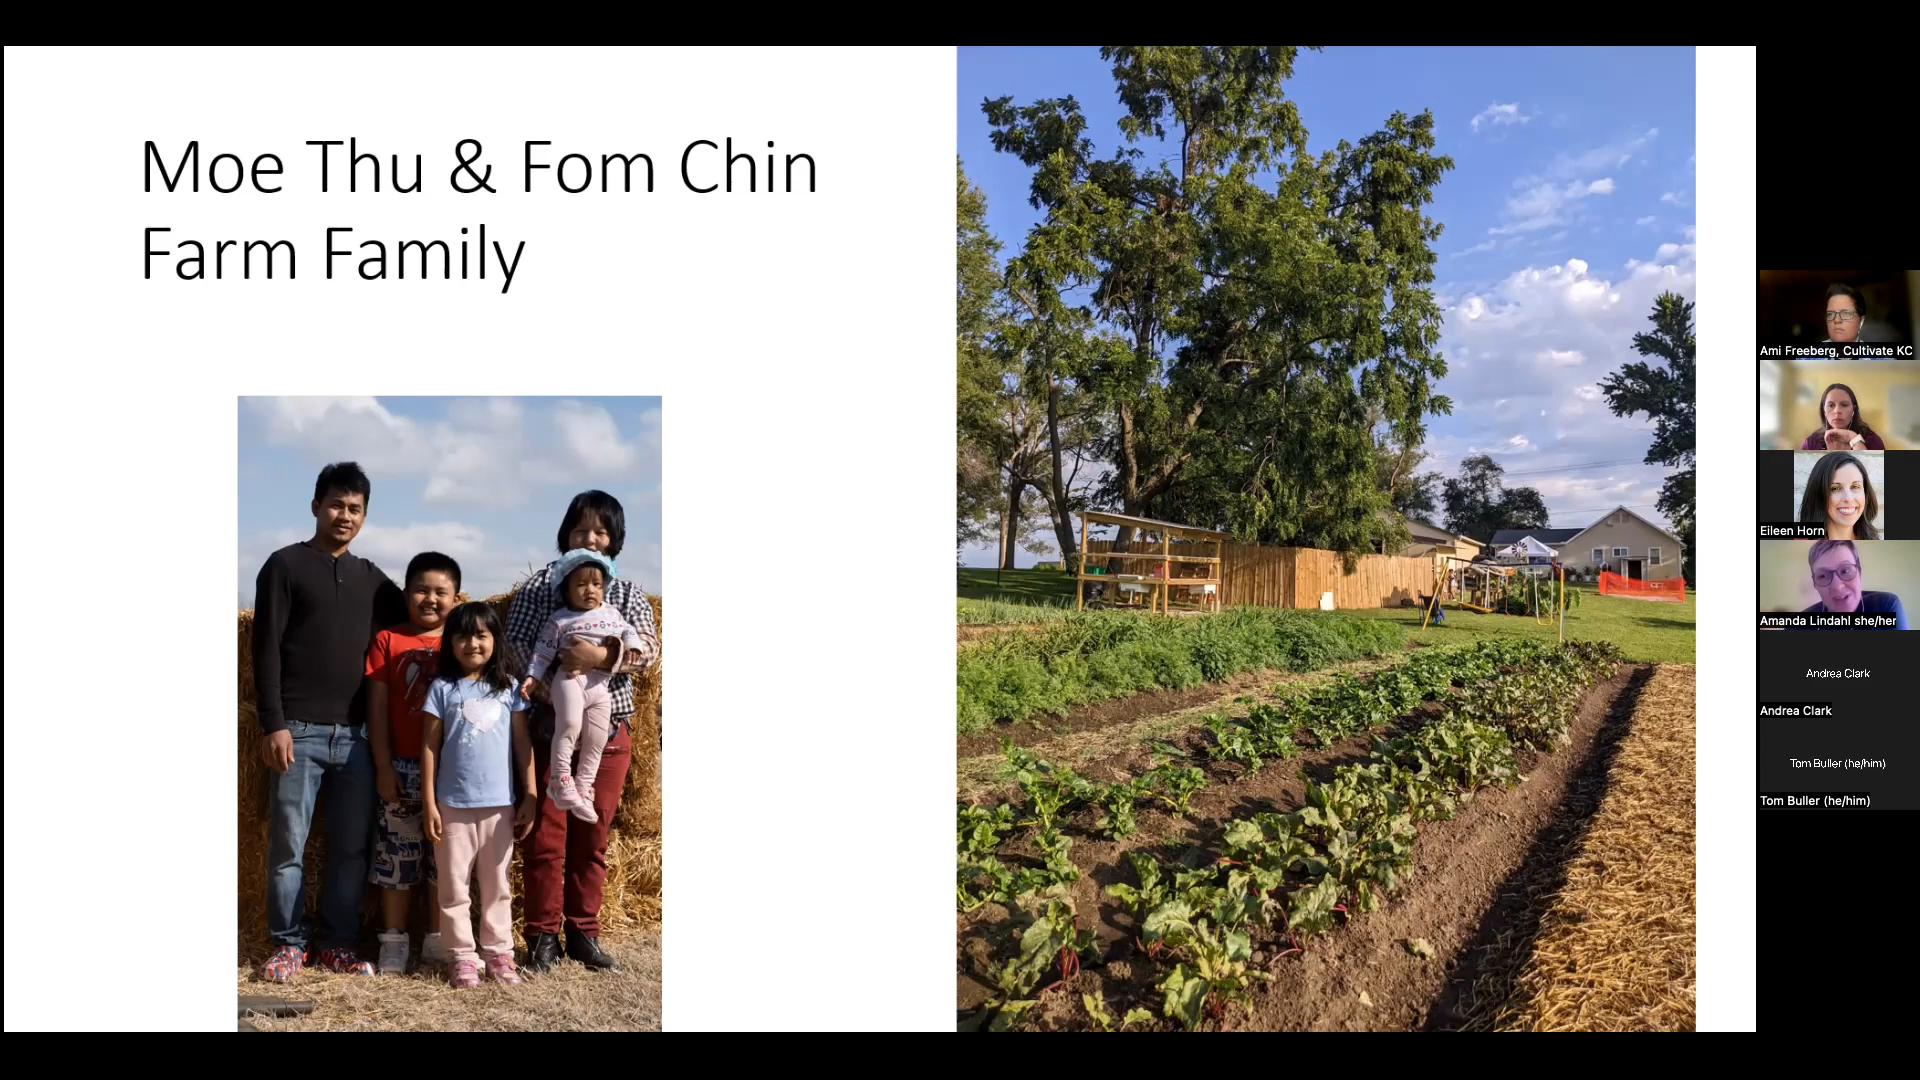 Moe Thu & Fom Chin
Farm Family
Ami Freeberg, Cultivate KC
Eileen Horn
Amanda Lindahl she/her
Andrea Clark
Andrea Clark
Tom Buller (he/him)
Tom Buller (he/him)